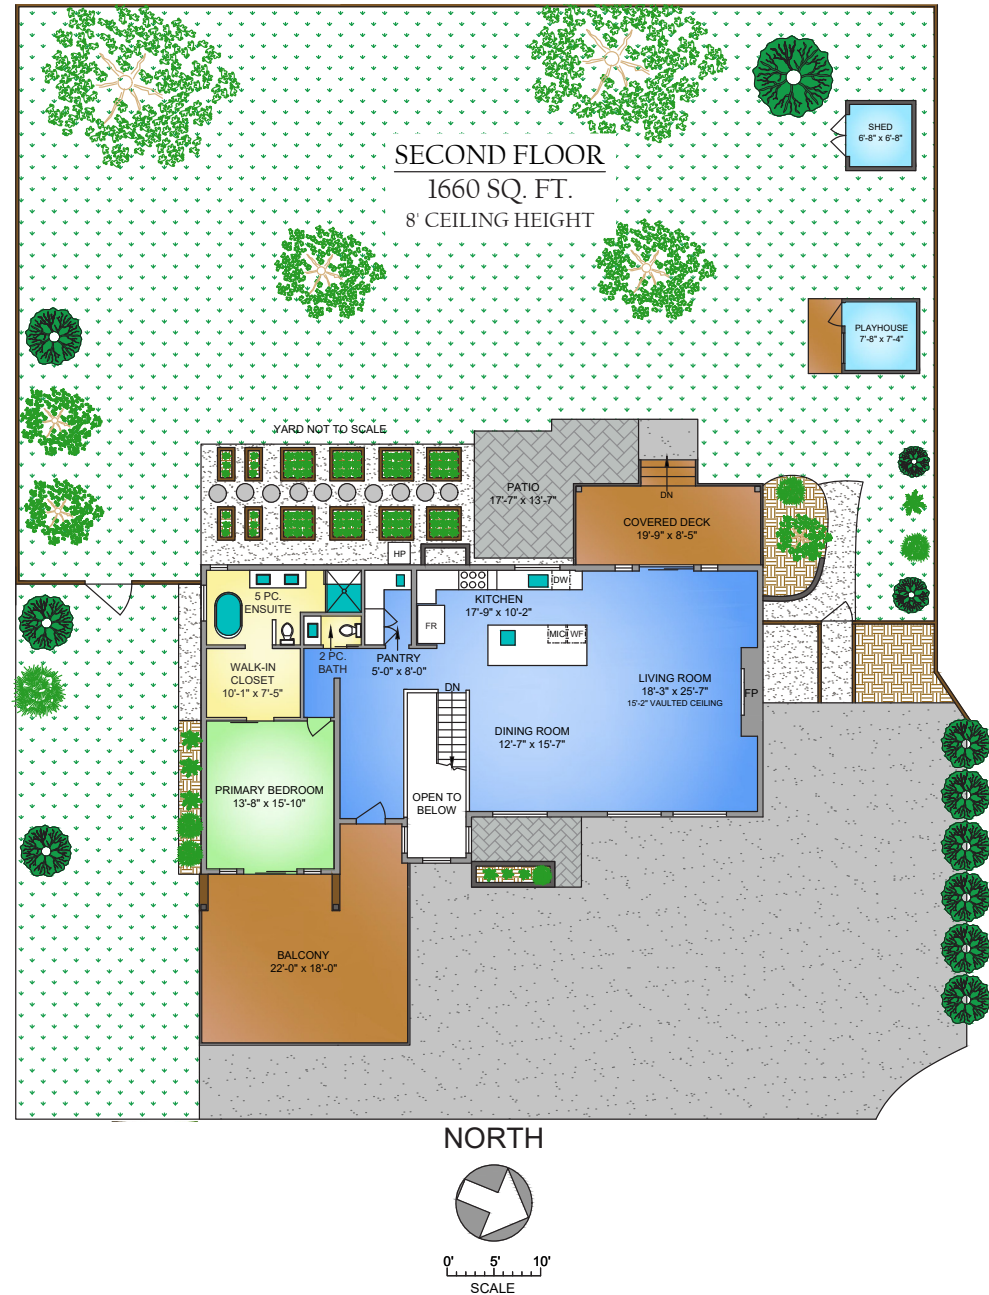 SECOND FLOOR
1660 SQ. FT.
8' CEILING HEIGHT
SHED
6'-8" x 6'-8"
PLAYHOUSE
7'-8" x 7'-4"
YARD NOT TO SCALE
PATIO
17'-7" x 13'-7"
DN
COVERED DECK
19'-9" x 8'-5"
HP
5 PC.
ENSUITE
KITCHEN
17'-9" x 10'-2"
DW
FR
MIC
WF
2 PC.
BATH
PANTRY
5'-0" x 8'-0"
WALK-IN
CLOSET
10'-1" x 7'-5"
DN
LIVING ROOM
18'-3" x 25'-7"
15'-2" VAULTED CEILING
FP
DINING ROOM
12'-7" x 15'-7"
PRIMARY BEDROOM
13'-8" x 15'-10"
OPEN TO
BELOW
BALCONY
22'-0" x 18'-0"
NORTH
0' 5' 10'
SCALE